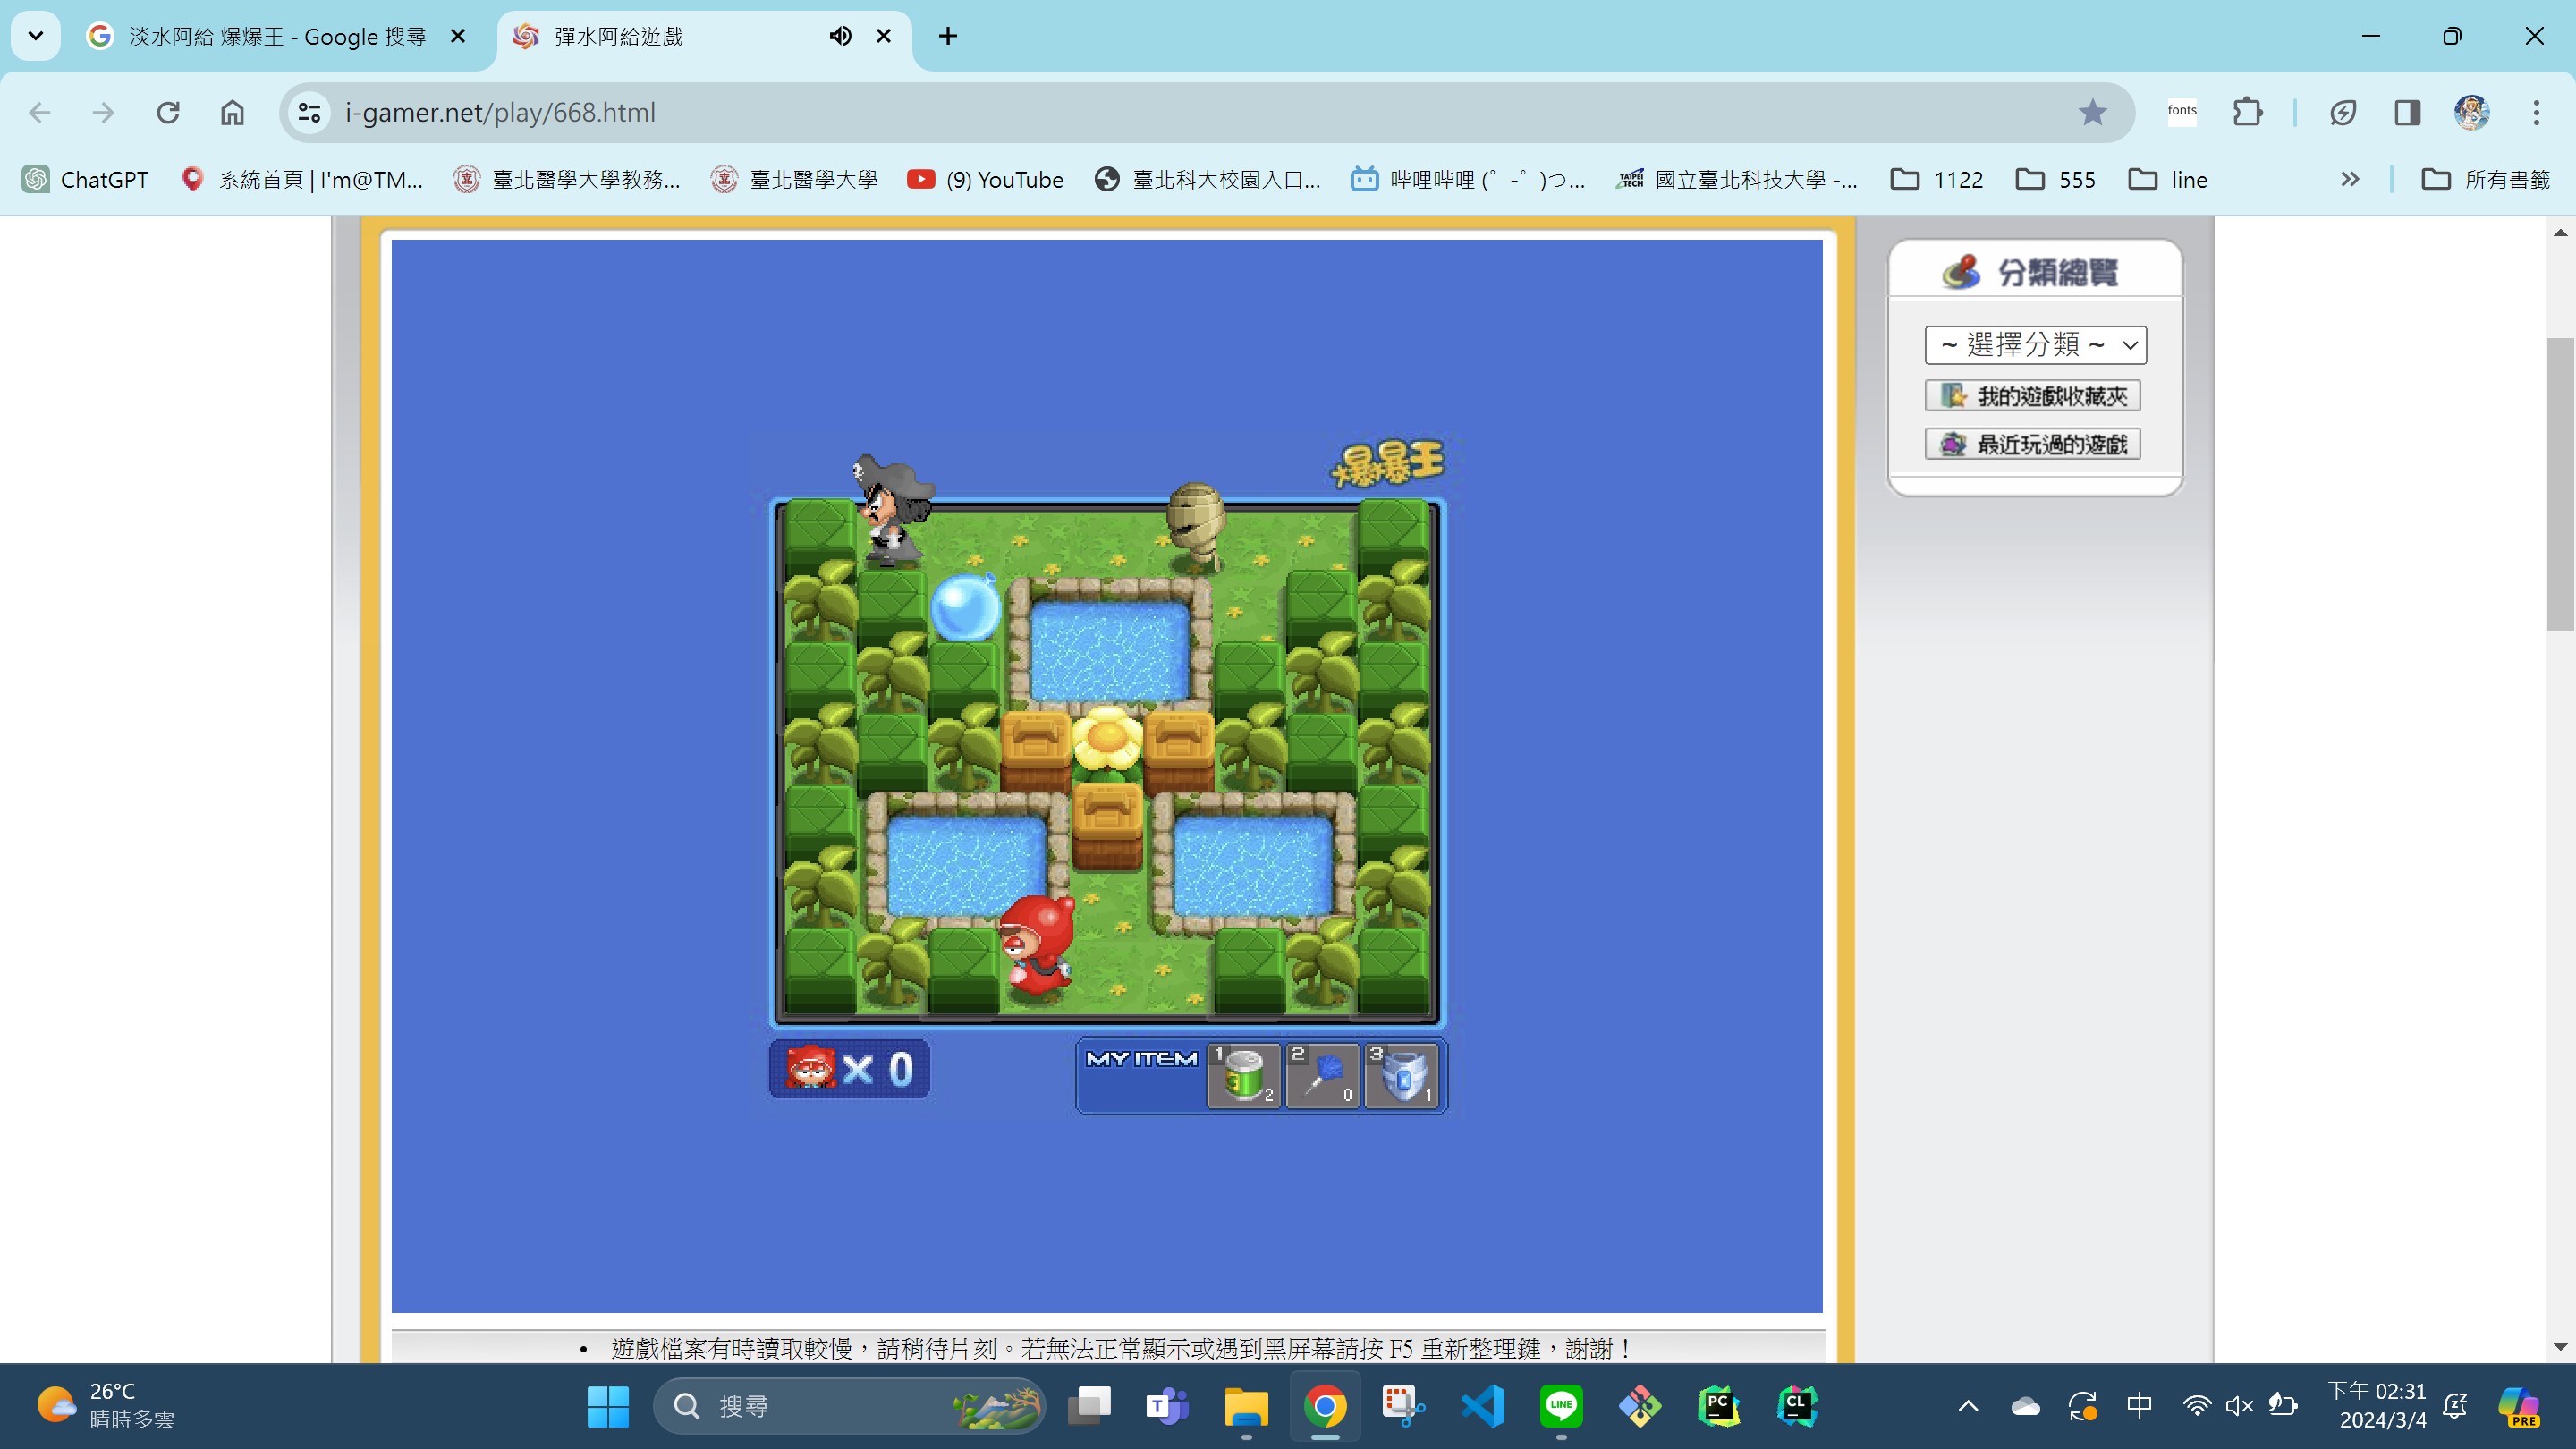 淡水阿給 爆爆王 - Google 搜尋
彈水阿給遊戲
i-gamer.net/play/668.html
fonts
ChatGPT
系統首頁 | I'm@TM...
臺北醫學大學教務...
臺北醫學大學
(9) YouTube
臺北科大校園入口...
哔哩哔哩 (゜-゜)つ...
TAIPEI TECH
國立臺北科技大學 -...
1122
555
line
所有書籤
分類總覽
~ 選擇分類 ~
我的遊戲收藏夾
最近玩過的遊戲
爆爆王
× 0
MY ITEM
1 2
2 0
3 1
• 遊戲檔案有時讀取較慢，請稍待片刻。若無法正常顯示或遇到黑屏幕請按 F5 重新整理鍵，謝謝！
26°C
晴時多雲
搜尋
T
LINE
PC
CL
中
下午 02:31
2024/3/4
PRE